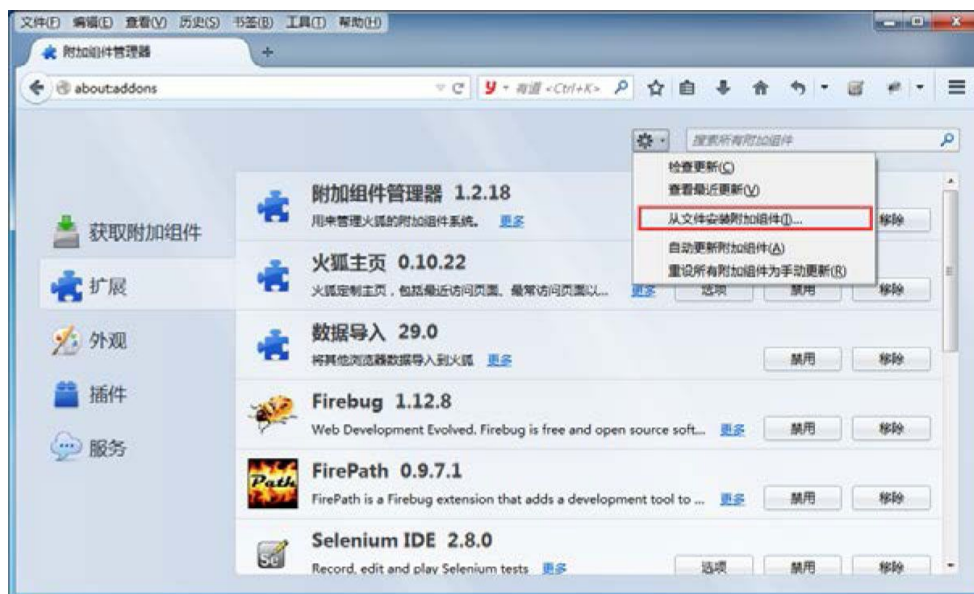 文件(F) 编辑(E) 查看(V) 历史(S) 书签(B) 工具(T) 帮助(H)
附加组件管理器
about:addons
有道 <Ctrl+K>
搜索所有附加组件
检查更新(C)
查看最近更新(V)
从文件安装附加组件(I)...
自动更新附加组件(A)
重设所有附加组件为手动更新(R)
获取附加组件
扩展
外观
插件
服务
附加组件管理器 1.2.18
用来管理火狐的附加组件系统。 更多
移除
火狐主页 0.10.22
火狐定制主页，包括最近访问页面、最常访问页面以... 更多 选项 禁用 移除
数据导入 29.0
将其他浏览器数据导入到火狐 更多 禁用 移除
Firebug 1.12.8
Web Development Evolved. Firebug is free and open source soft... 更多 禁用 移除
Path
FirePath 0.9.7.1
FirePath is a Firebug extension that adds a development tool to ... 更多 禁用 移除
Se
Selenium IDE 2.8.0
Record, edit and play Selenium tests 更多 选项 禁用 移除